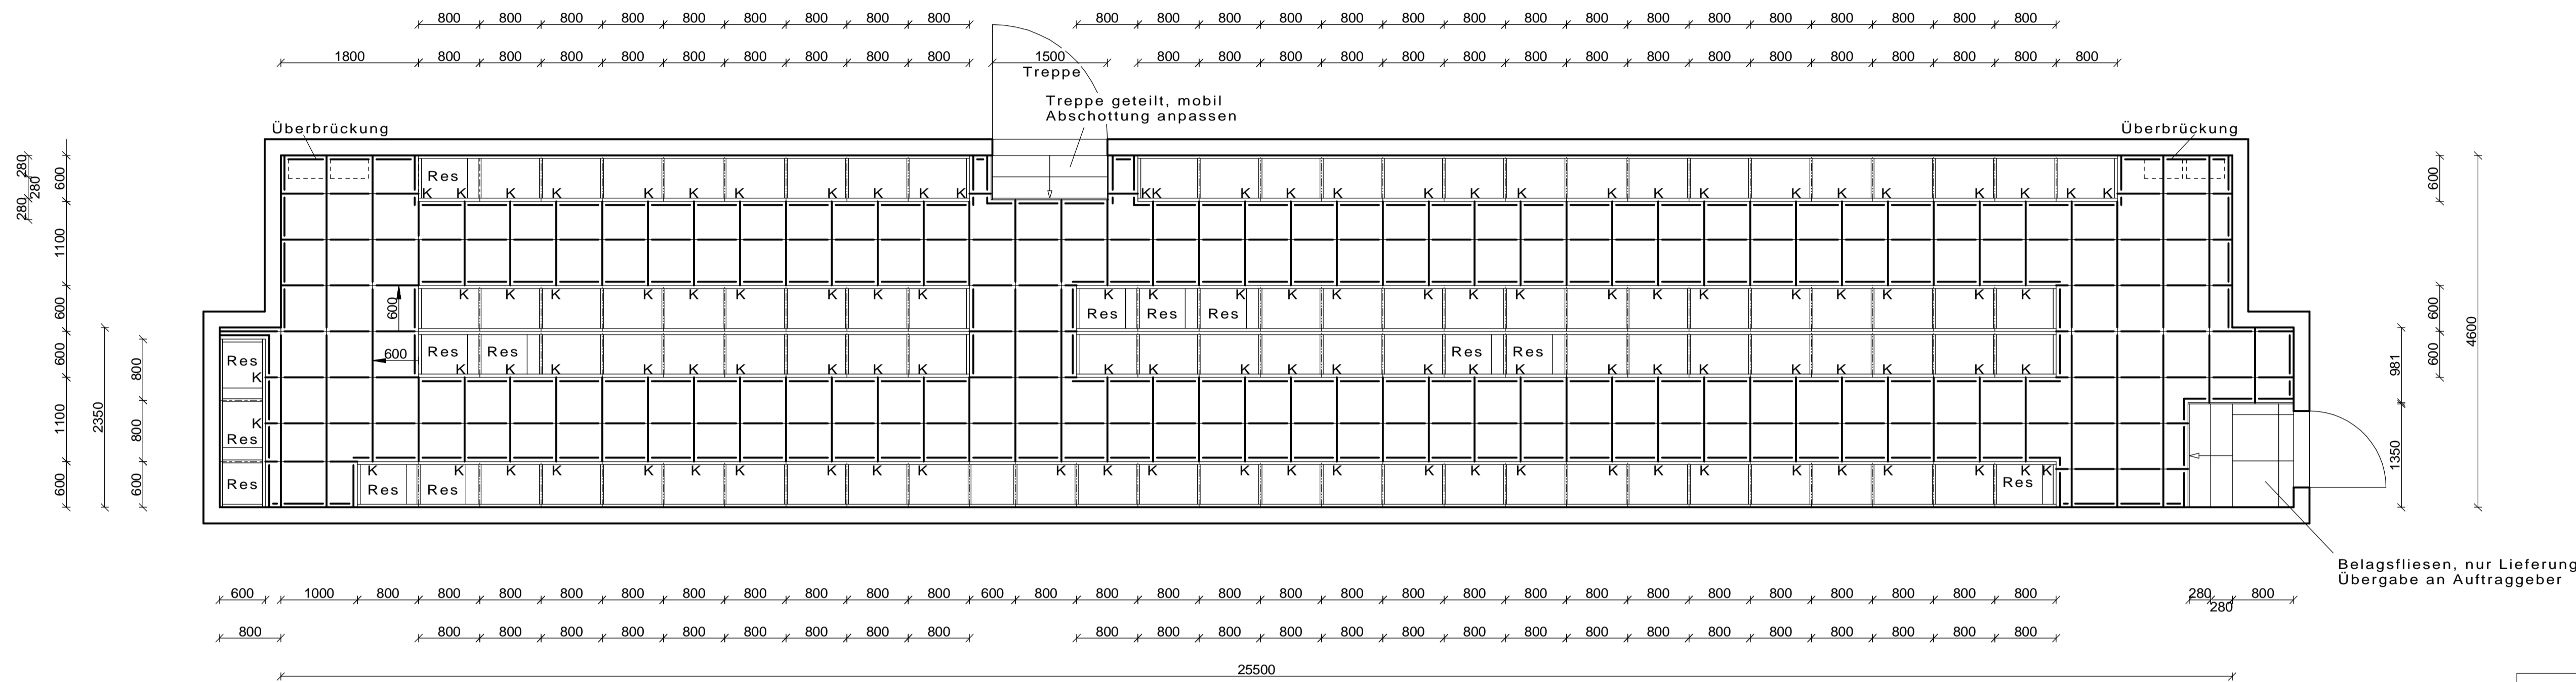 800 800 800 800 800 800 800 800 800
800 800 800 800 800 800 800 800 800 800 800 800 800 800 800 800
1800 800 800 800 800 800 800 800 800 800 1500 800 800 800 800 800 800 800 800 800 800 800 800 800 800 800 800
Treppe
Treppe geteilt, mobil
Abschottung anpassen
Überbrückung
Überbrückung
280
280
280
600
1100
600
600
1100
600
2350
800
800
600
Res
K K K K K K K K K K K
KK K K K K K K K K K K K K K K K K
600
K K K K K K K K K
K K K K K K K K K K K K K K K K
Res Res Res
600
Res Res
Res Res
K K K K K K K K K
K K K K K K K K K K K K K K K K
Res
K
K
Res
Res
K K K K K K K K K K
K K K K K K K K K K K K K K K K K K
Res Res
Res
600
600
600
4600
981
1350
Belagsfliesen, nur Lieferung
Übergabe an Auftraggeber
600 1000 800 800 800 800 800 800 800 800 800 800 600 800 800 800 800 800 800 800 800 800 800 800 800 800 800 800 800 800 280 800
280
800 800 800 800 800 800 800 800 800 800
800 800 800 800 800 800 800 800 800 800 800 800 800 800 800 800
25500